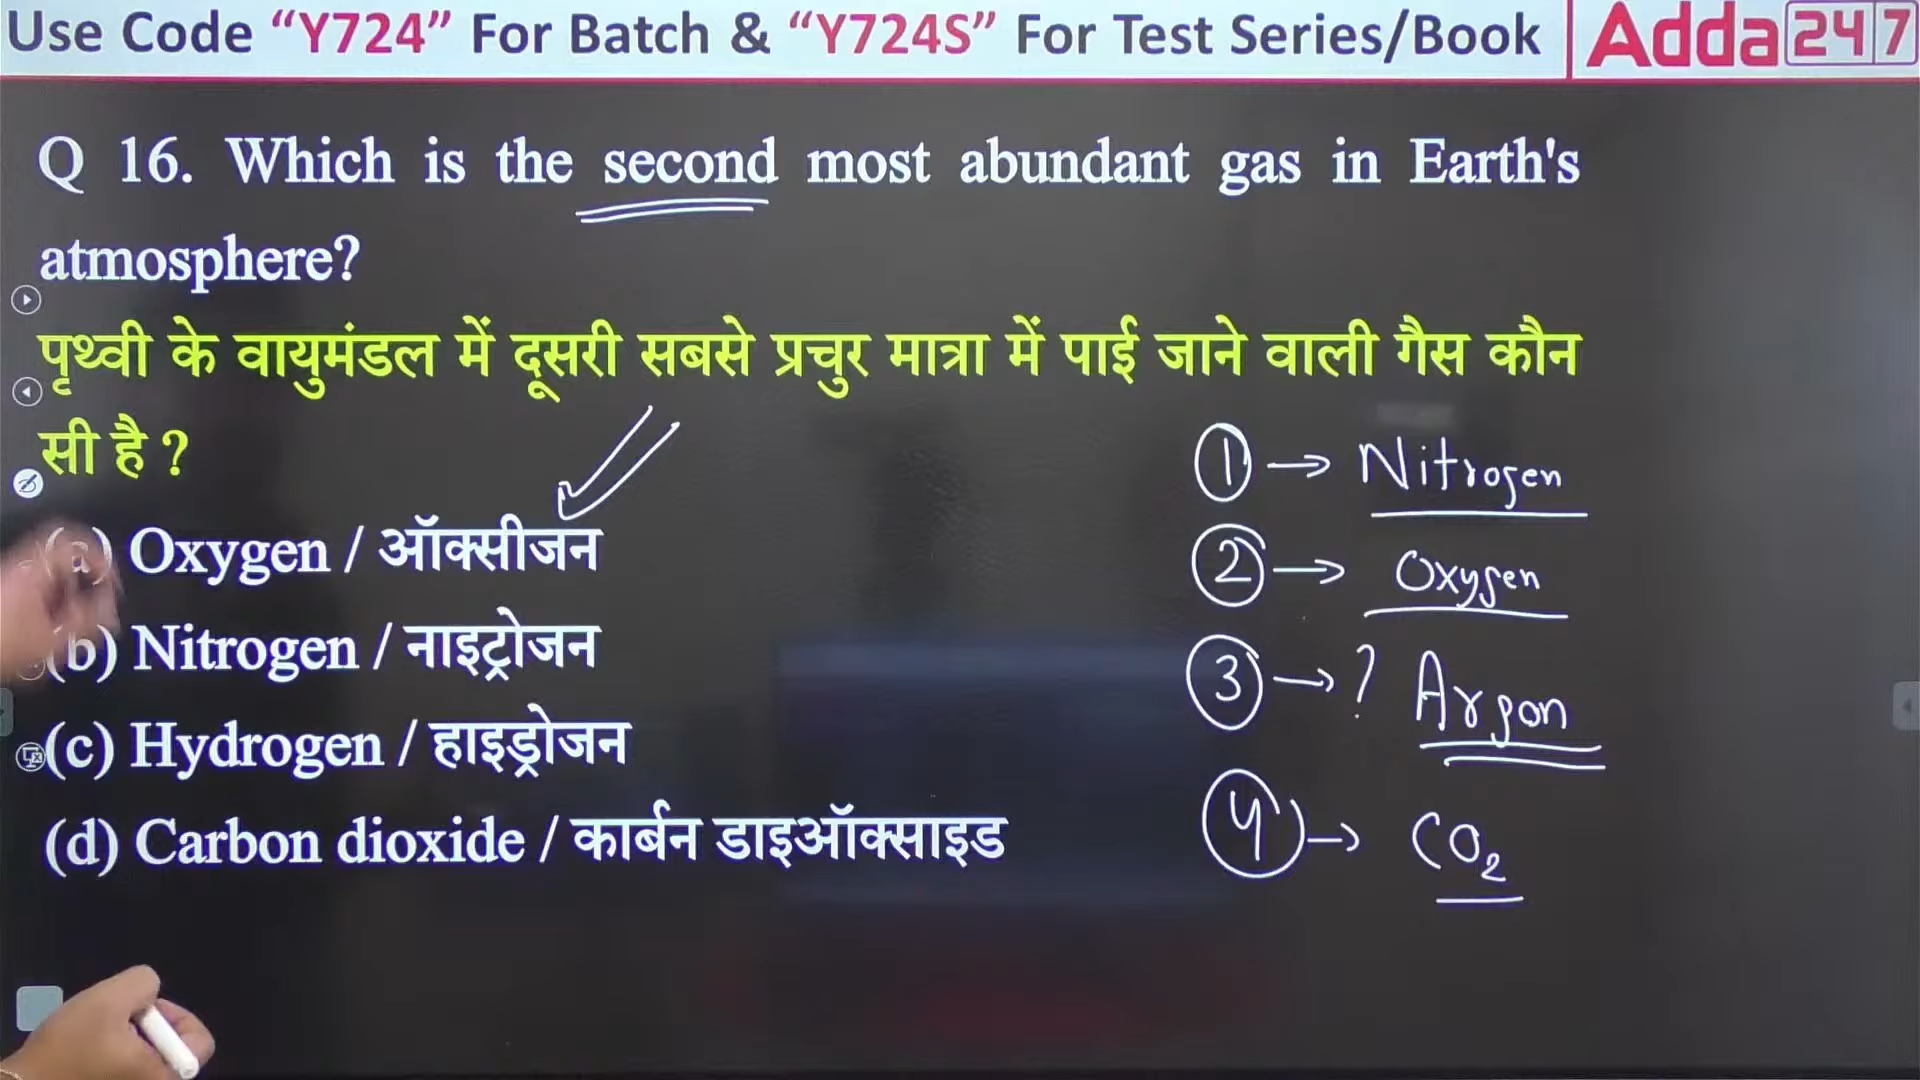 Use Code “Y724” For Batch & “Y724S” For Test Series/Book
Adda247
Q 16. Which is the second most abundant gas in Earth's
atmosphere?
पृथ्वी के वायुमंडल में दूसरी सबसे प्रचुर मात्रा में पाई जाने वाली गैस कौन
सी है ?
(a) Oxygen / ऑक्सीजन
(b) Nitrogen / नाइट्रोजन
(c) Hydrogen / हाइड्रोजन
(d) Carbon dioxide / कार्बन डाइऑक्साइड
1 → Nitrogen
2 → Oxygen
3 → ? Argon
4 → CO₂